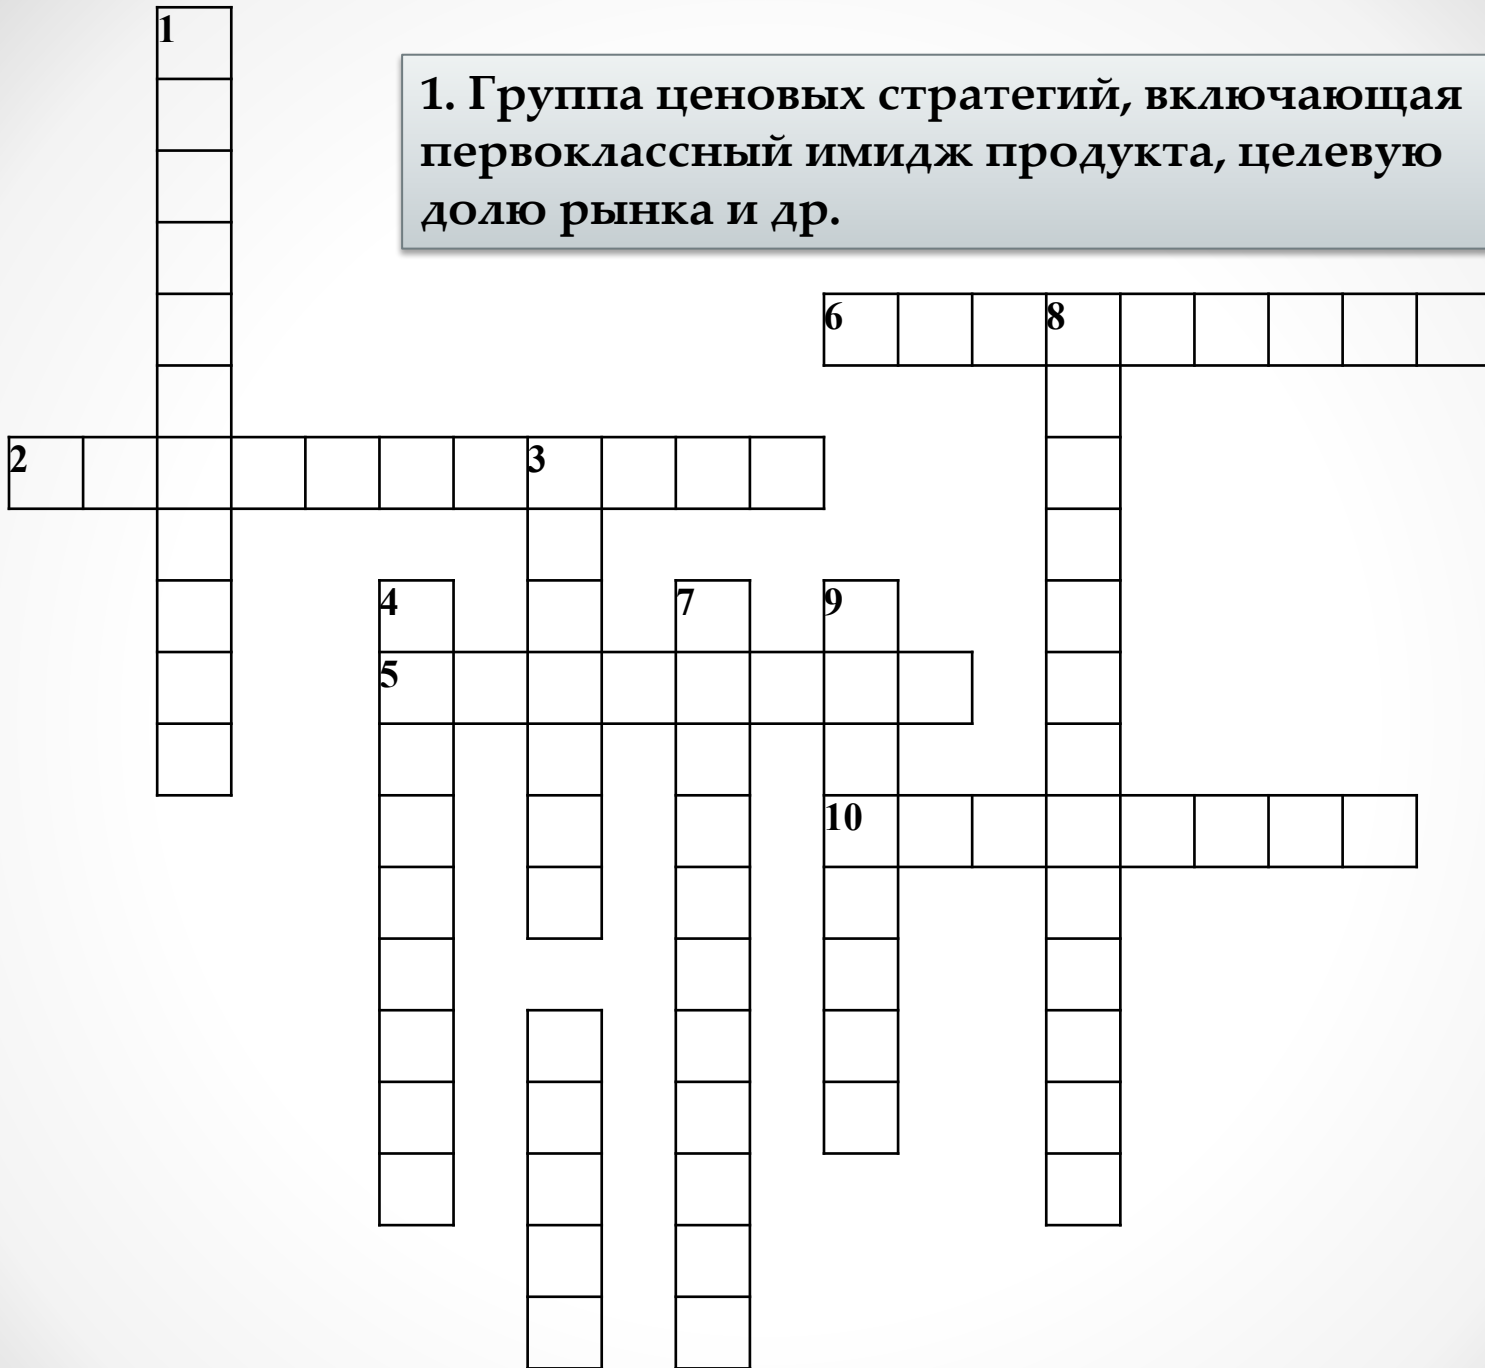 1
1. Группа ценовых стратегий, включающая
первоклассный имидж продукта, целевую
долю рынка и др.
6 8
2 3
4 7 9
5
10